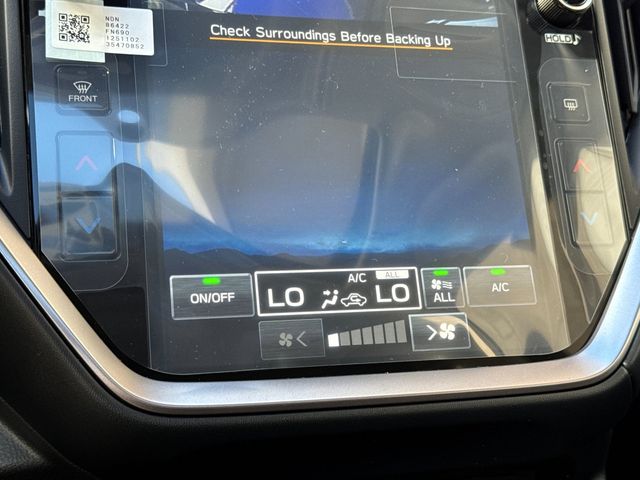 NDN
86422
FN690
1251102
35470852
Check Surroundings Before Backing Up
HOLD
FRONT
ON/OFF
LO
A/C
ALL
LO
ALL
A/C